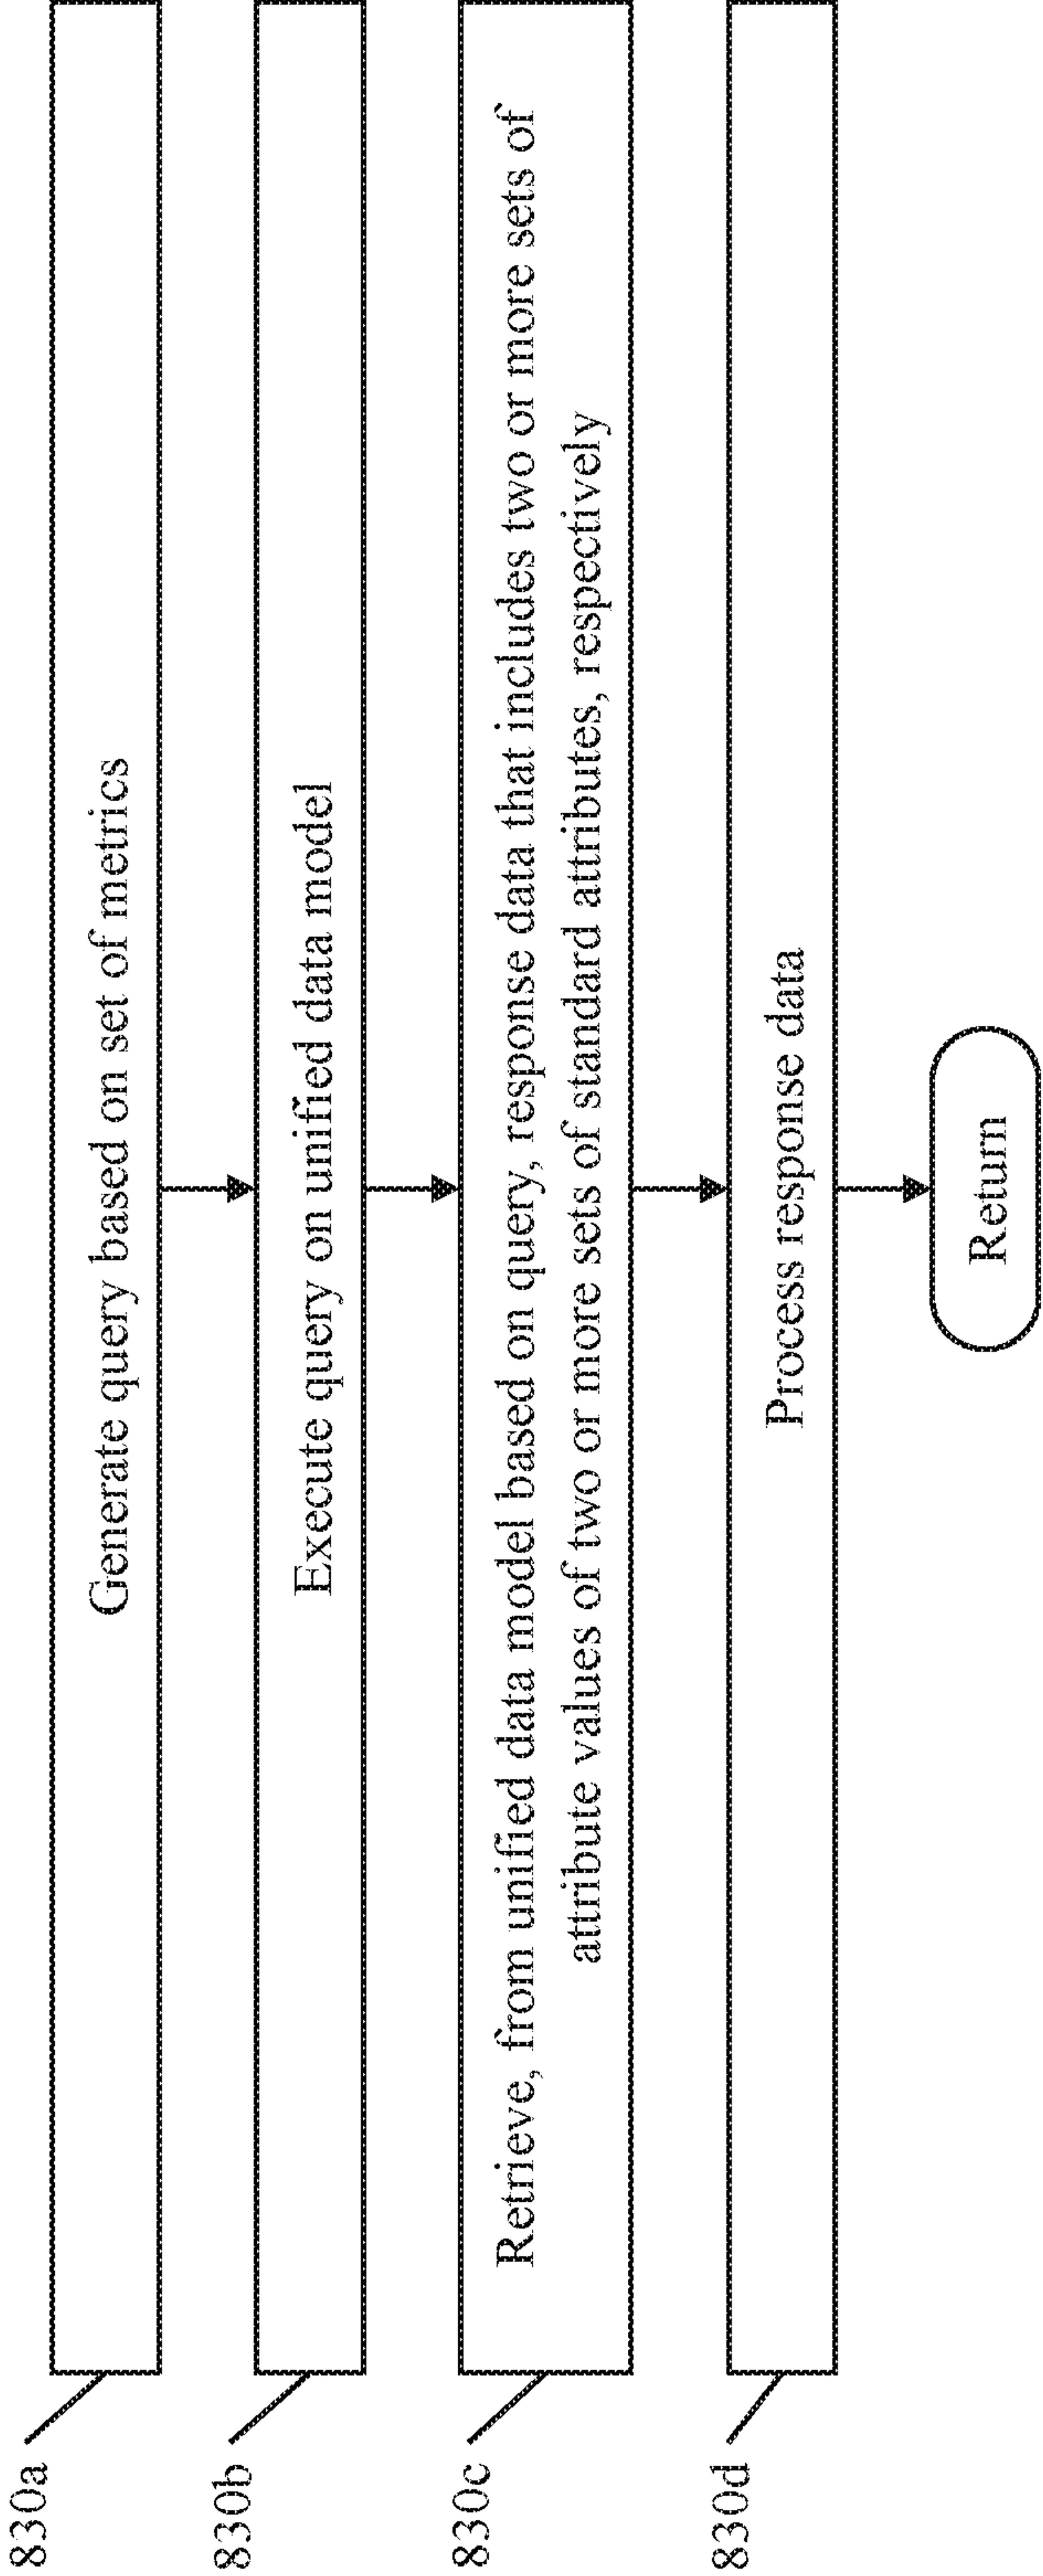 830a
Generate query based on set of metrics
830b
Execute query on unified data model
830c
Retrieve, from unified data model based on query, response data that includes two or more sets of
attribute values of two or more sets of standard attributes, respectively
830d
Process response data
Return